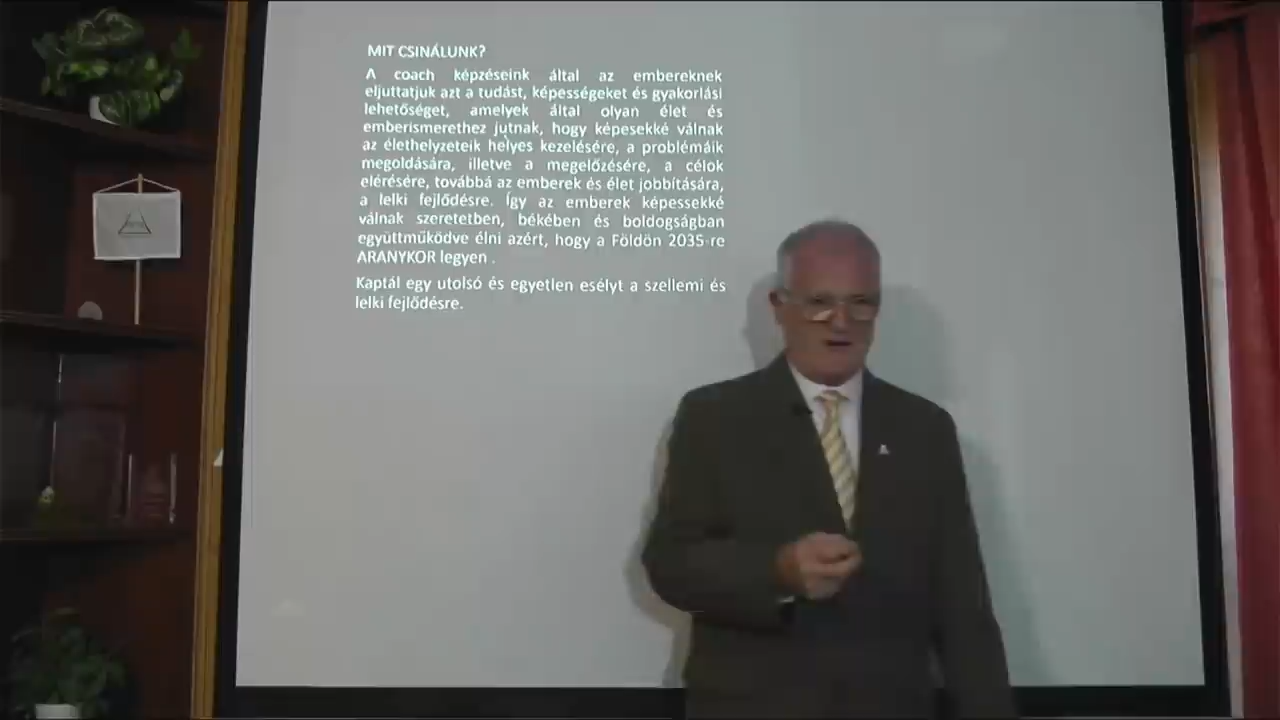 MIT CSINÁLUNK?
A coach képzéseink által az embereknek
eljuttatjuk azt a tudást, képességeket és gyakorlási
lehetőséget, amelyek által olyan élet és
emberismerethez jutnak, hogy képesekké válnak
az élethelyzeteik helyes kezelésére, a problémáik
megoldására, illetve a megelőzésére, a célok
elérésére, továbbá az emberek és élet jobbítására,
a lelki fejlődésre. Így az emberek képessekké
válnak szeretetben, békében és boldogságban
együttműködve élni azért, hogy a Földön 2035-re
ARANYKOR legyen .
Kaptál egy utolsó és egyetlen esélyt a szellemi és
lelki fejlődésre.